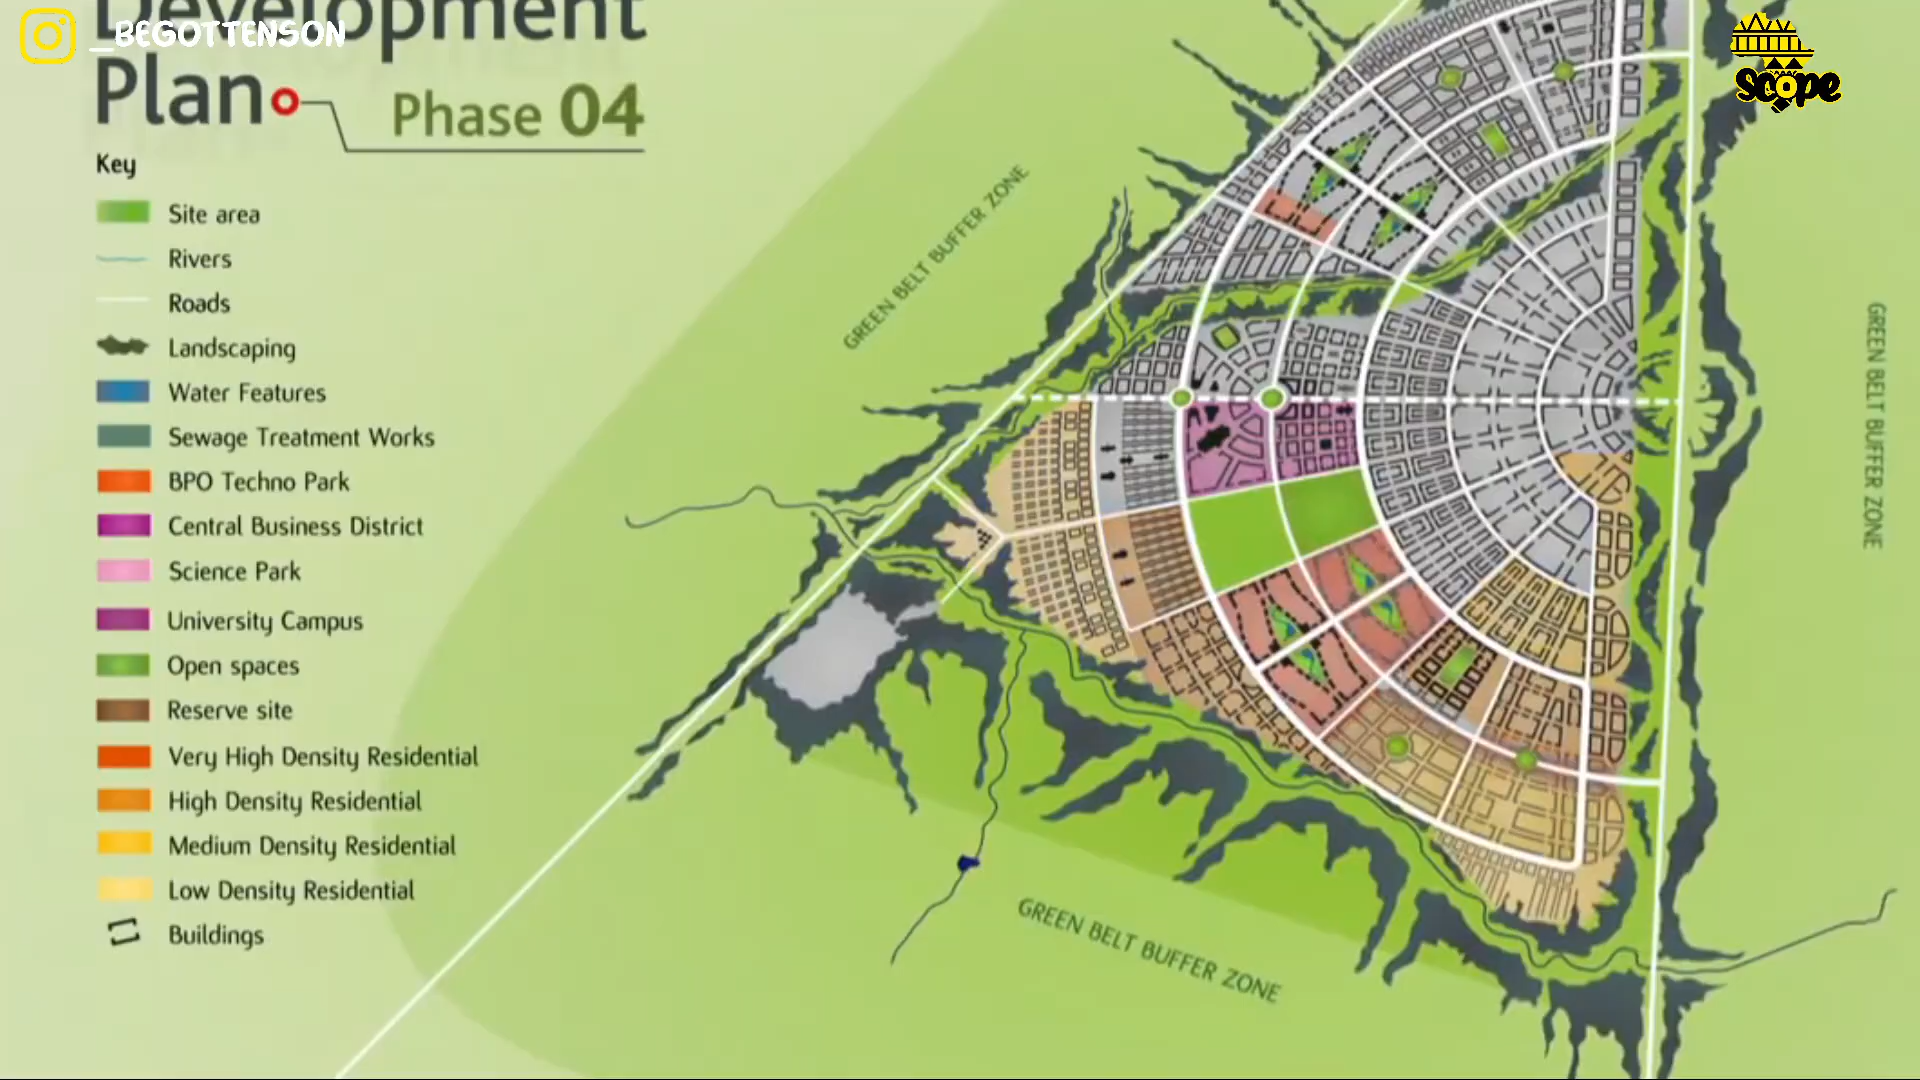 Development
_BEGOTTENSON
Plan
Phase 04
Scope
Key
Site area
Rivers
Roads
Landscaping
Water Features
Sewage Treatment Works
BPO Techno Park
Central Business District
Science Park
University Campus
Open spaces
Reserve site
Very High Density Residential
High Density Residential
Medium Density Residential
Low Density Residential
Buildings
GREEN BELT BUFFER ZONE
GREEN BELT BUFFER ZONE
GREEN BELT BUFFER ZONE